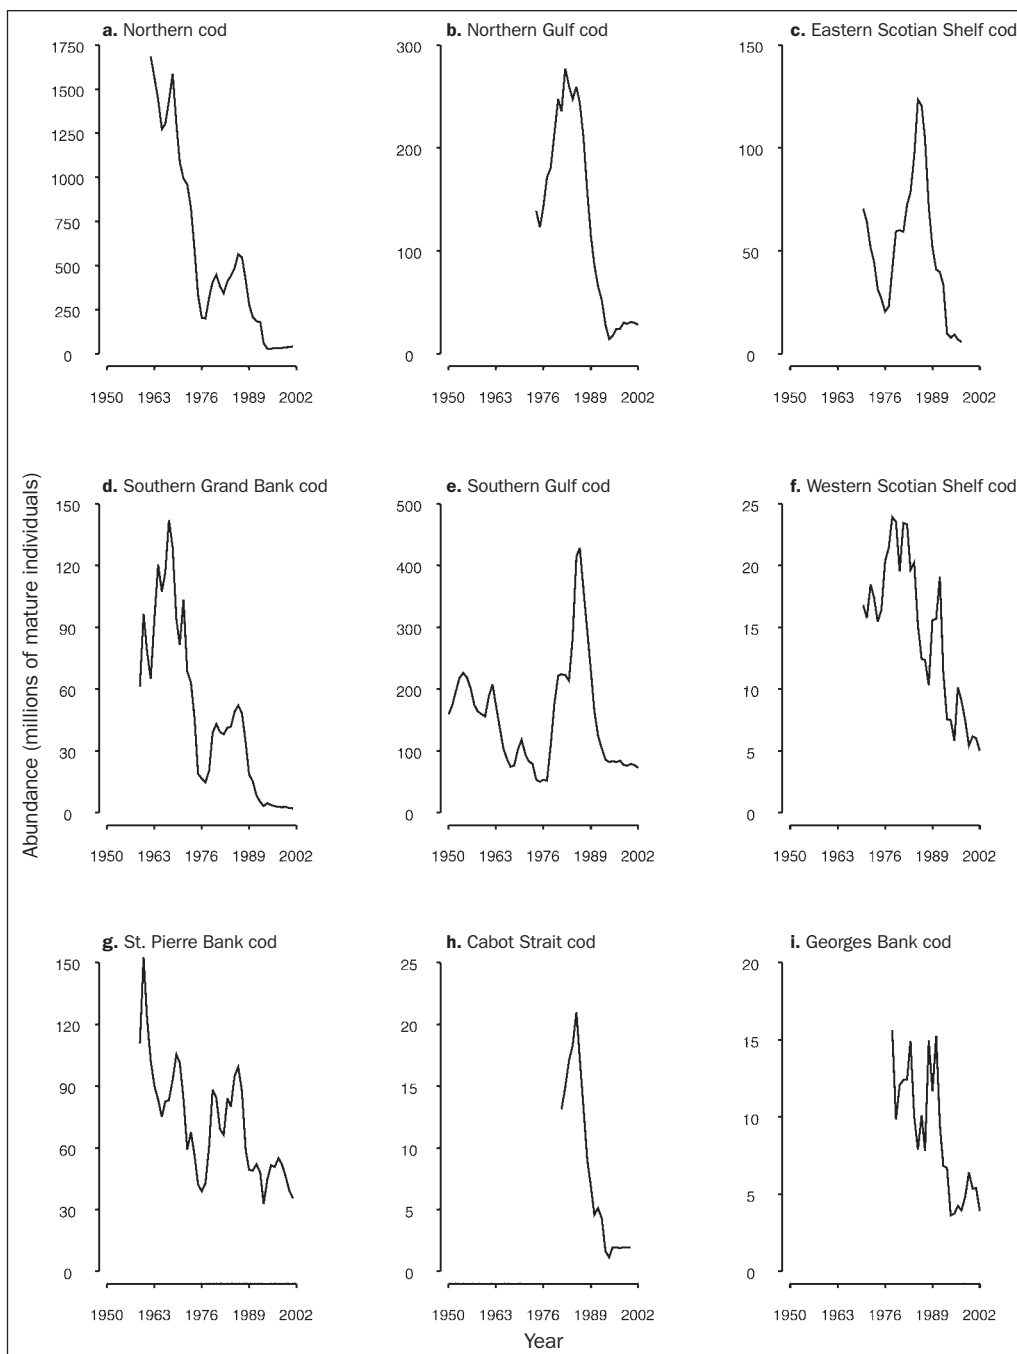 a. Northern cod
b. Northern Gulf cod
c. Eastern Scotian Shelf cod
1750
1500
1250
1000
750
500
250
0
300
200
100
0
150
100
50
0
1950 1963 1976 1989 2002
1950 1963 1976 1989 2002
1950 1963 1976 1989 2002
Abundance (millions of mature individuals)
d. Southern Grand Bank cod
e. Southern Gulf cod
f. Western Scotian Shelf cod
150
120
90
60
30
0
500
400
300
200
100
0
25
20
15
10
5
0
1950 1963 1976 1989 2002
1950 1963 1976 1989 2002
1950 1963 1976 1989 2002
g. St. Pierre Bank cod
h. Cabot Strait cod
i. Georges Bank cod
150
120
90
60
30
0
25
20
15
10
5
0
20
15
10
5
0
1950 1963 1976 1989 2002
1950 1963 1976 1989 2002
1950 1963 1976 1989 2002
Year